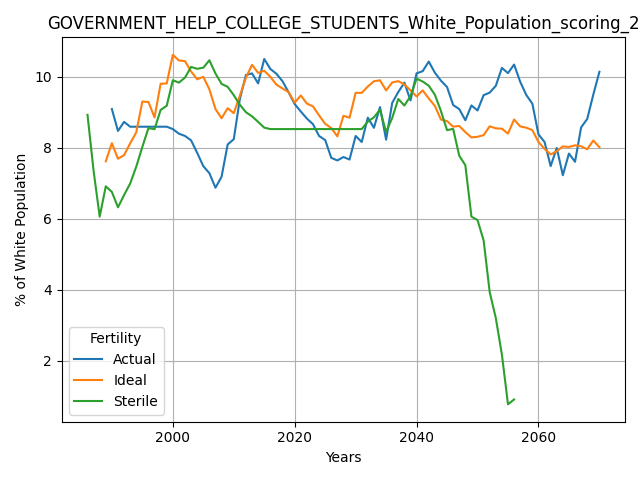 GOVERNMENT_HELP_COLLEGE_STUDENTS_White_Population_scoring_2
% of White Population
10
8
6
4
2
Fertility
Actual
Ideal
Sterile
2000 2020 2040 2060
Years